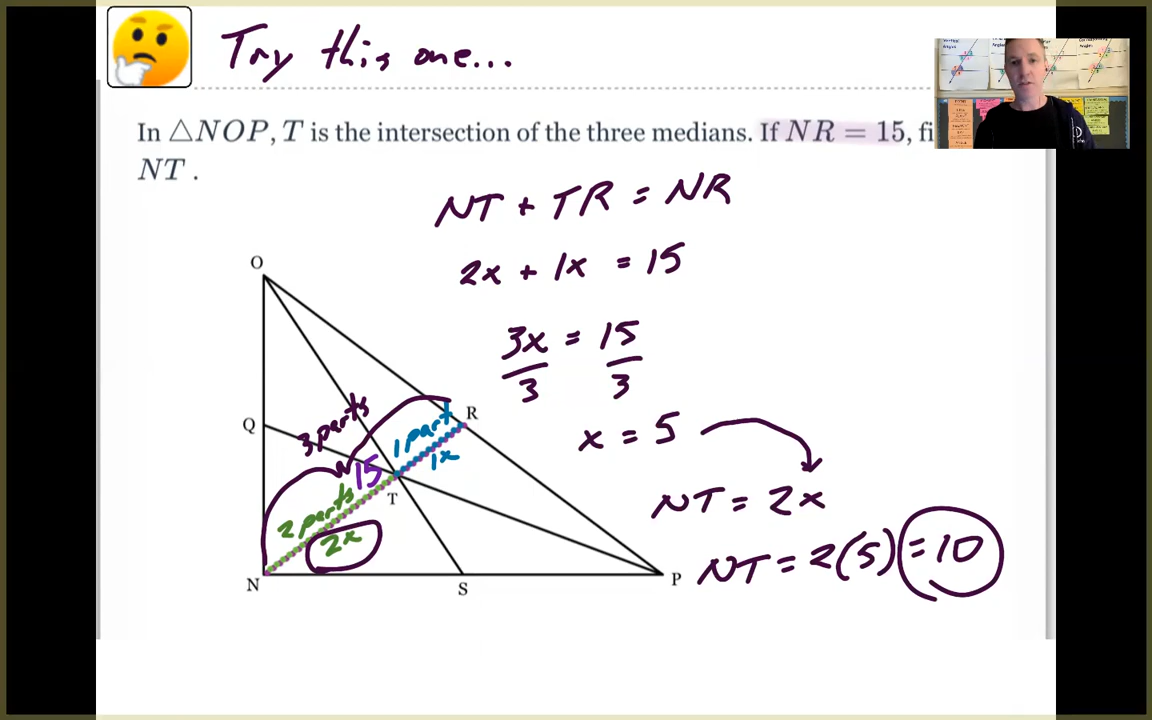 Try this one...
In △NOP, T is the intersection of the three medians. If NR = 15,
NT .
NT + TR = NR
2x + 1x = 15
3x = 15
3 3
x = 5
NT = 2x
NT = 2(5) = 10
O
Q
R
T
N
S
P
3 parts
15
1 part
1x
2 parts
2x